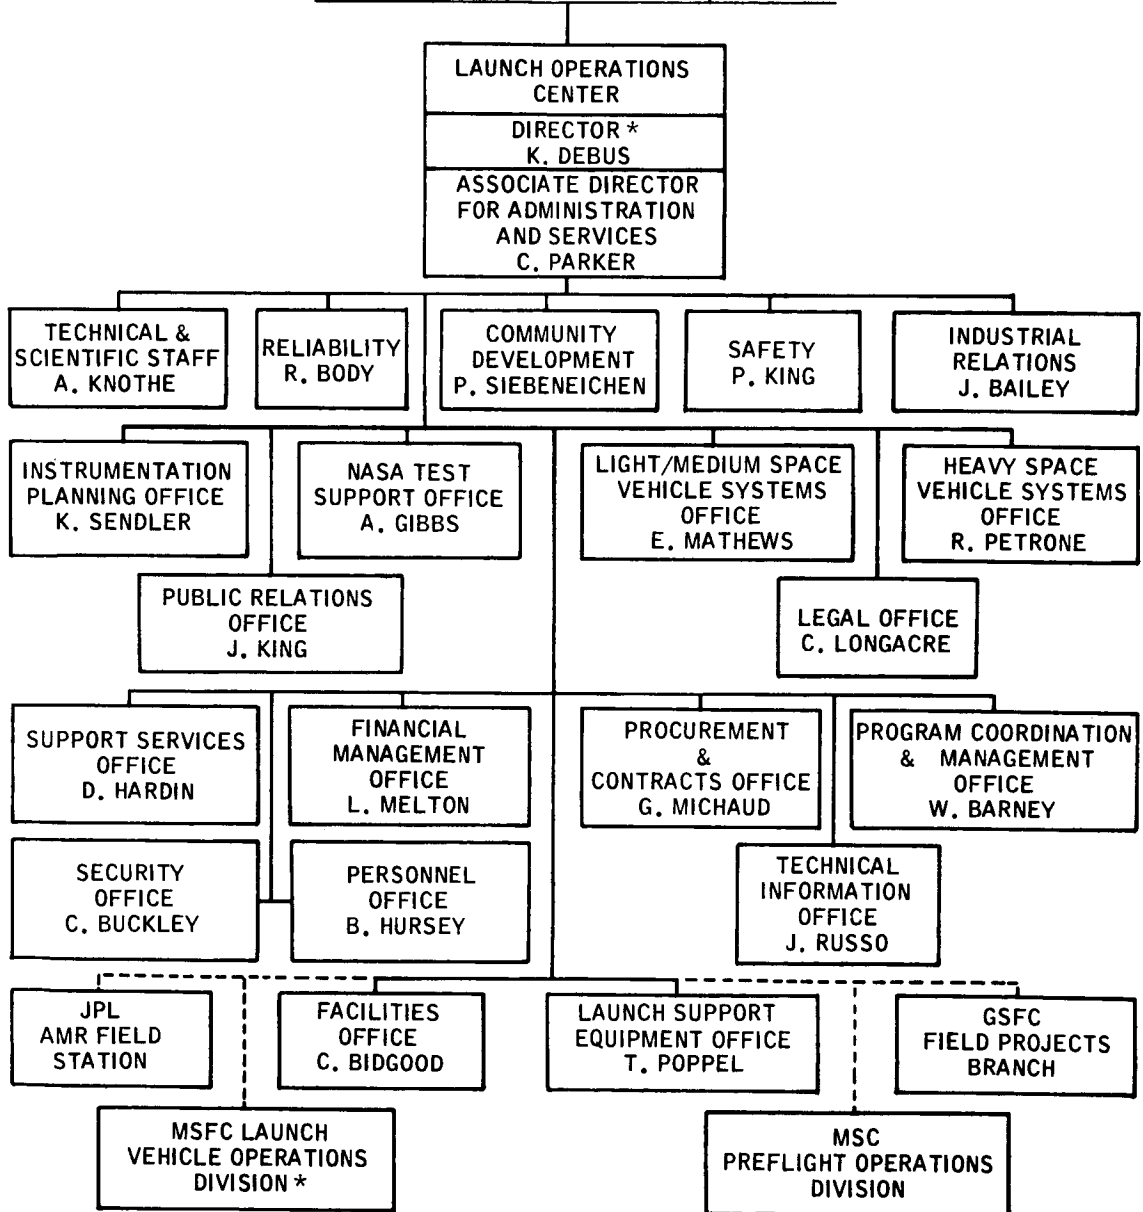 LAUNCH OPERATIONS
CENTER
DIRECTOR *
K. DEBUS
ASSOCIATE DIRECTOR
FOR ADMINISTRATION
AND SERVICES
C. PARKER
TECHNICAL &
SCIENTIFIC STAFF
A. KNOTHE
RELIABILITY
R. BODY
COMMUNITY
DEVELOPMENT
P. SIEBENEICHEN
SAFETY
P. KING
INDUSTRIAL
RELATIONS
J. BAILEY
INSTRUMENTATION
PLANNING OFFICE
K. SENDLER
NASA TEST
SUPPORT OFFICE
A. GIBBS
LIGHT/MEDIUM SPACE
VEHICLE SYSTEMS
OFFICE
E. MATHEWS
HEAVY SPACE
VEHICLE SYSTEMS
OFFICE
R. PETRONE
PUBLIC RELATIONS
OFFICE
J. KING
LEGAL OFFICE
C. LONGACRE
SUPPORT SERVICES
OFFICE
D. HARDIN
FINANCIAL
MANAGEMENT
OFFICE
L. MELTON
PROCUREMENT
&
CONTRACTS OFFICE
G. MICHAUD
PROGRAM COORDINATION
& MANAGEMENT
OFFICE
W. BARNEY
SECURITY
OFFICE
C. BUCKLEY
PERSONNEL
OFFICE
B. HURSEY
TECHNICAL
INFORMATION
OFFICE
J. RUSSO
JPL
AMR FIELD
STATION
FACILITIES
OFFICE
C. BIDGOOD
LAUNCH SUPPORT
EQUIPMENT OFFICE
T. POPPEL
GSFC
FIELD PROJECTS
BRANCH
MSFC LAUNCH
VEHICLE OPERATIONS
DIVISION *
MSC
PREFLIGHT OPERATIONS
DIVISION